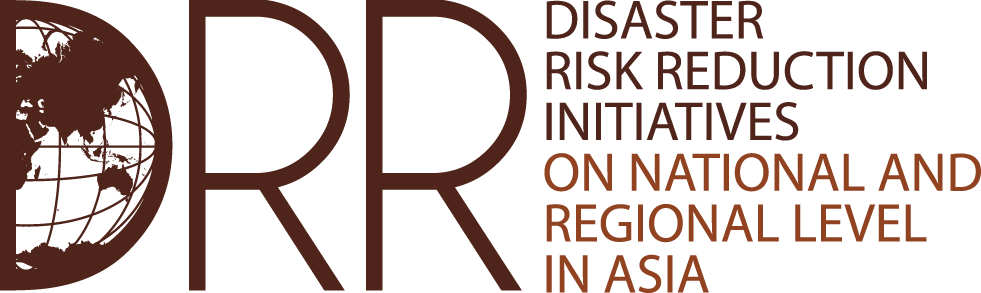 DRR
DISASTER
RISK REDUCTION
INITIATIVES
ON NATIONAL AND
REGIONAL LEVEL
IN ASIA